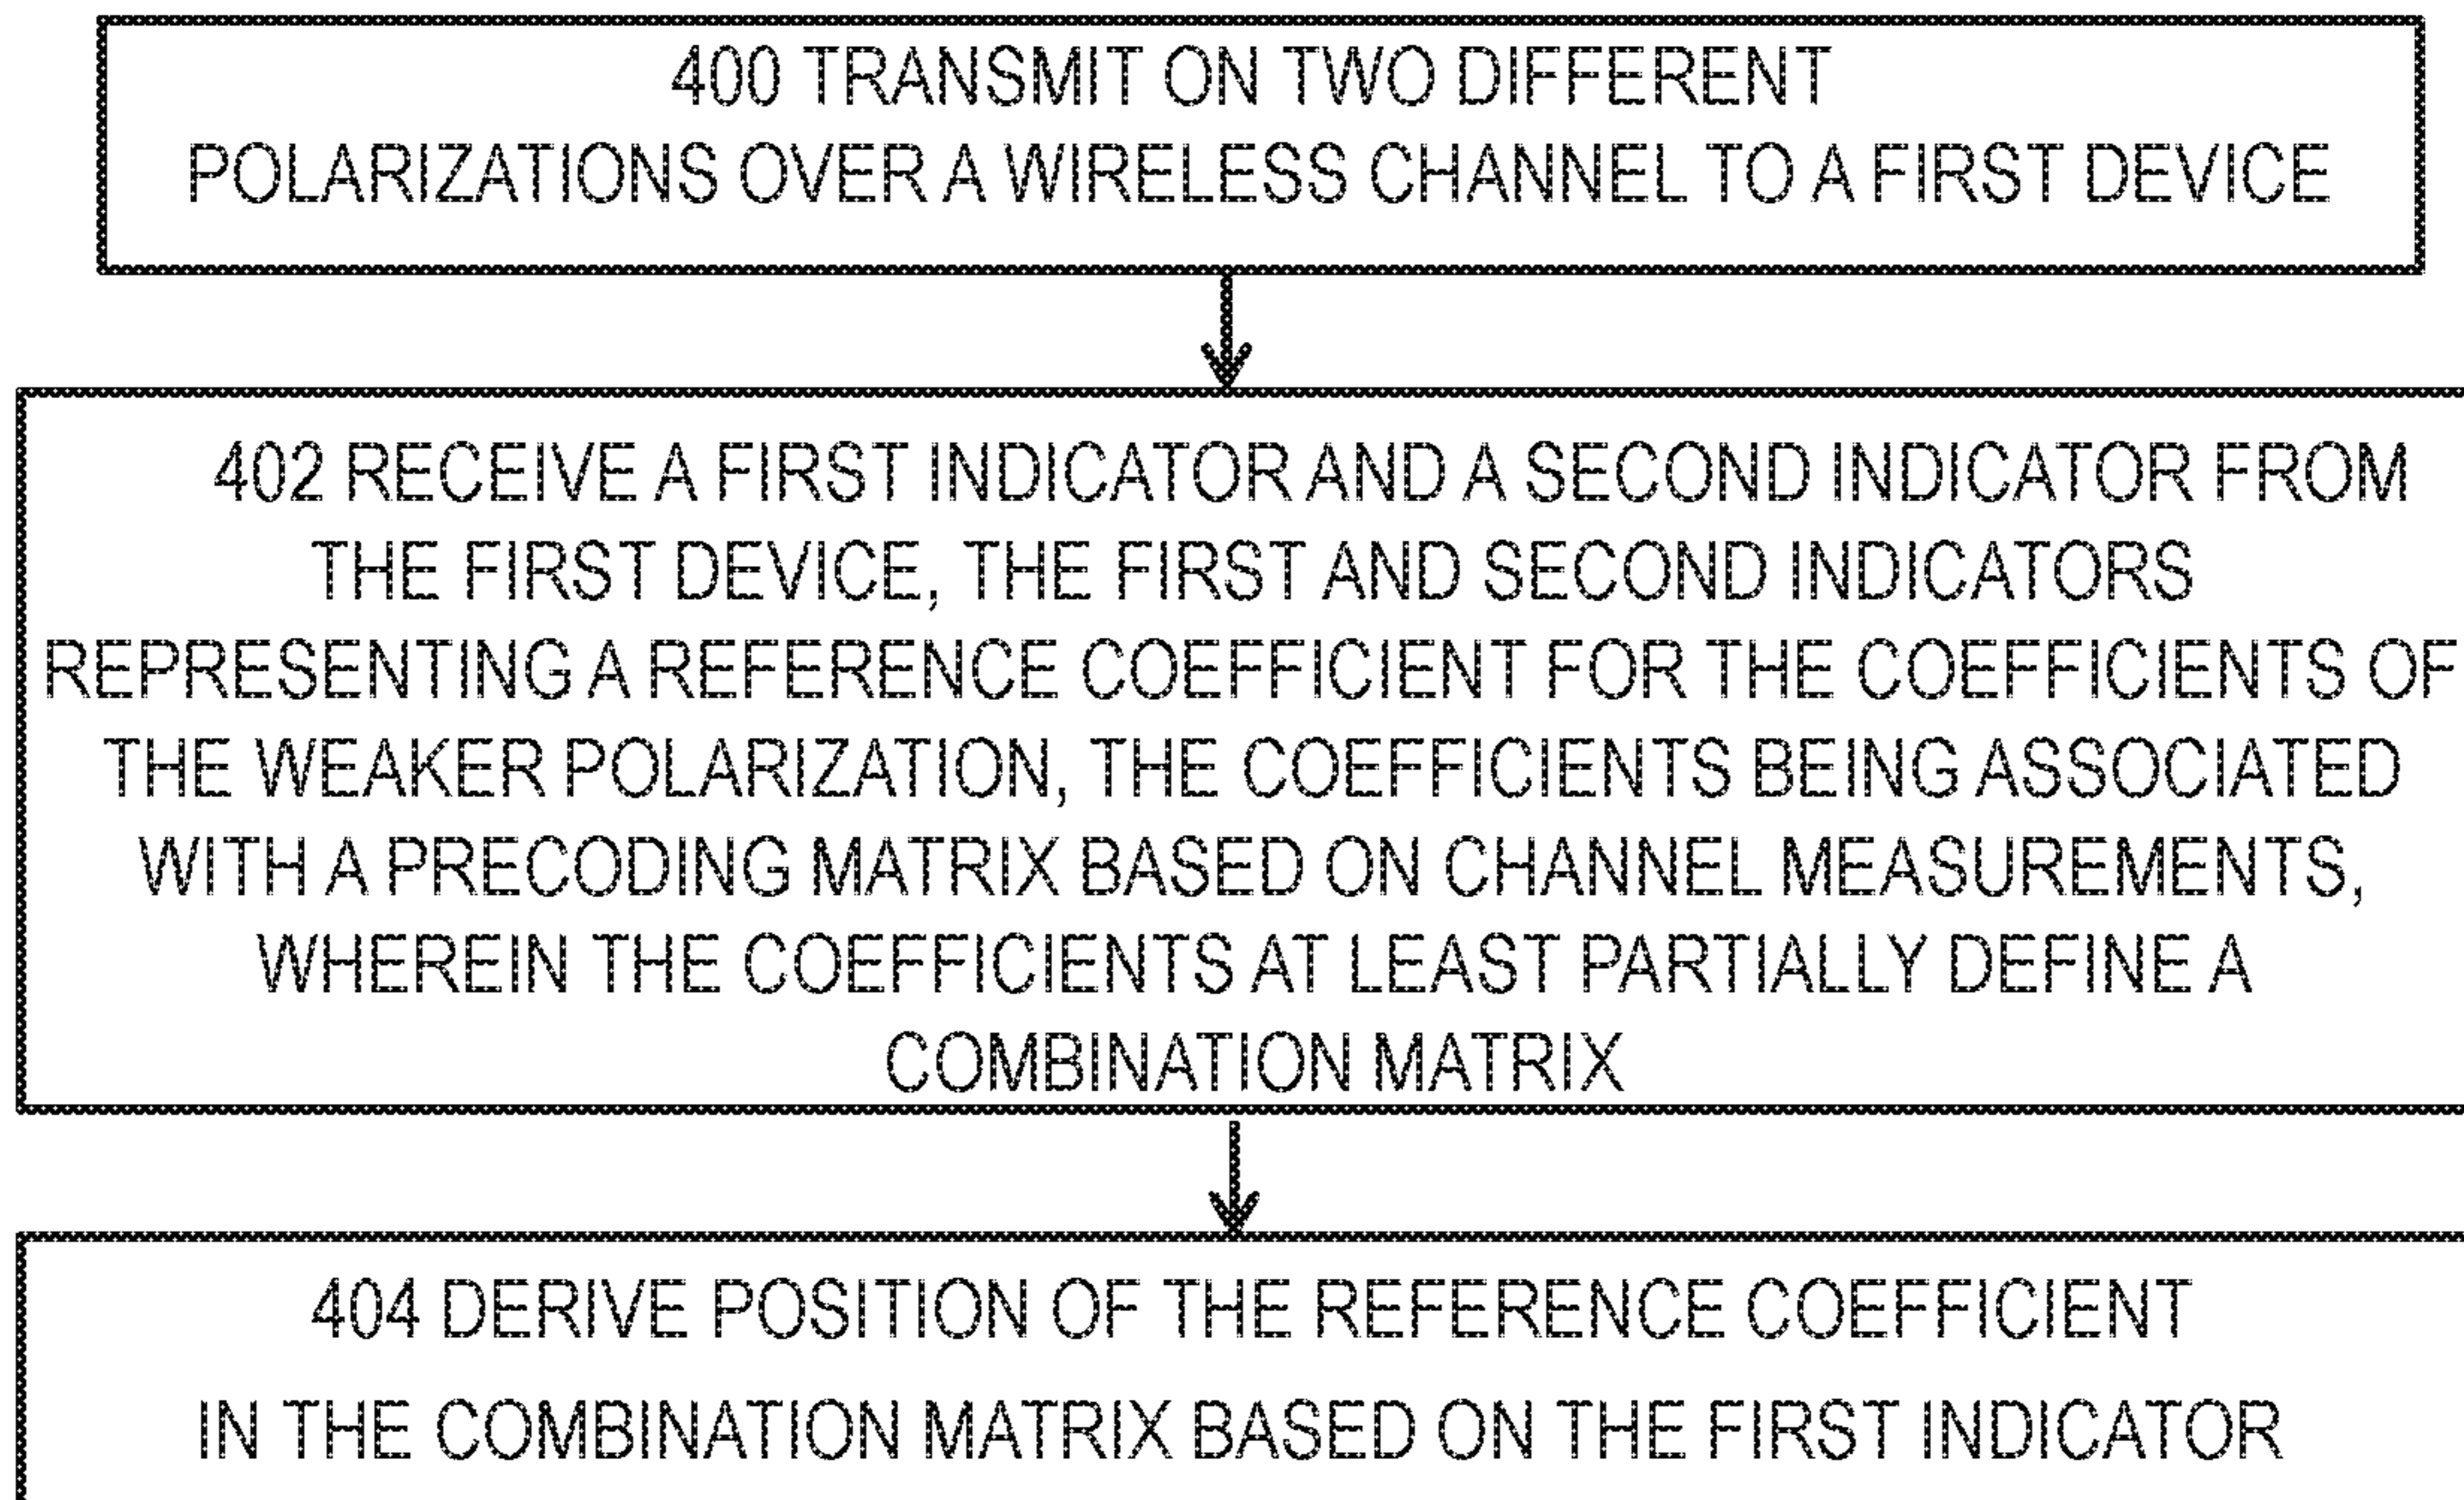 400 TRANSMIT ON TWO DIFFERENT
POLARIZATIONS OVER A WIRELESS CHANNEL TO A FIRST DEVICE
402 RECEIVE A FIRST INDICATOR AND A SECOND INDICATOR FROM
THE FIRST DEVICE, THE FIRST AND SECOND INDICATORS
REPRESENTING A REFERENCE COEFFICIENT FOR THE COEFFICIENTS OF
THE WEAKER POLARIZATION, THE COEFFICIENTS BEING ASSOCIATED
WITH A PRECODING MATRIX BASED ON CHANNEL MEASUREMENTS,
WHEREIN THE COEFFICIENTS AT LEAST PARTIALLY DEFINE A
COMBINATION MATRIX
404 DERIVE POSITION OF THE REFERENCE COEFFICIENT
IN THE COMBINATION MATRIX BASED ON THE FIRST INDICATOR